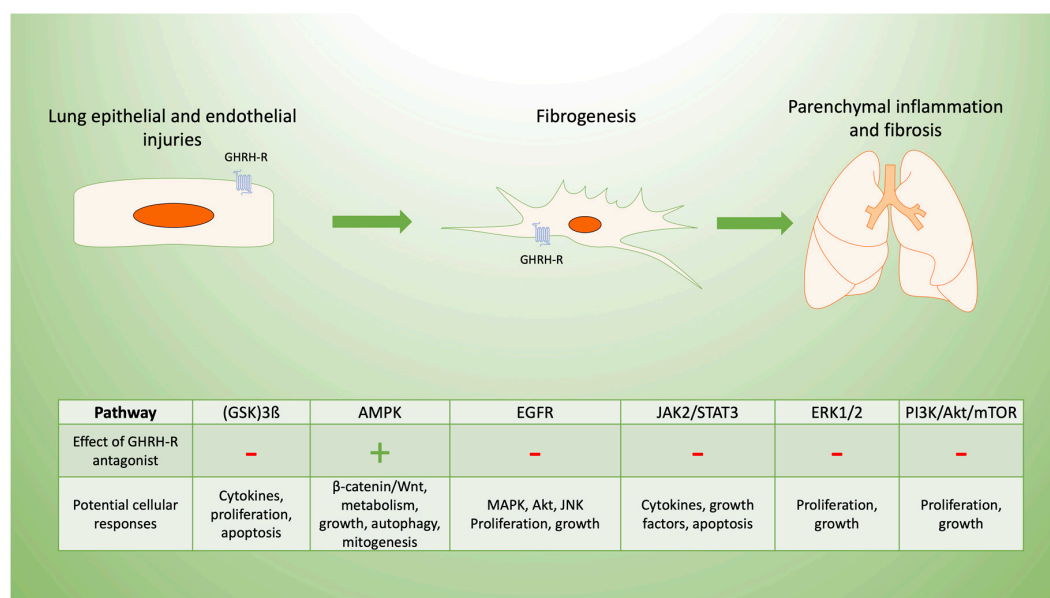 Lung epithelial and endothelial
injuries
GHRH-R
Fibrogenesis
GHRH-R
Parenchymal inflammation
and fibrosis
Pathway (GSK)3ß AMPK EGFR JAK2/STAT3 ERK1/2 PI3K/Akt/mTOR
Effect of GHRH-R
antagonist
- + - - - -
Potential cellular
responses
Cytokines,
proliferation,
apoptosis
β-catenin/Wnt,
metabolism,
growth, autophagy,
mitogenesis
MAPK, Akt, JNK
Proliferation, growth
Cytokines, growth
factors, apoptosis
Proliferation,
growth
Proliferation,
growth